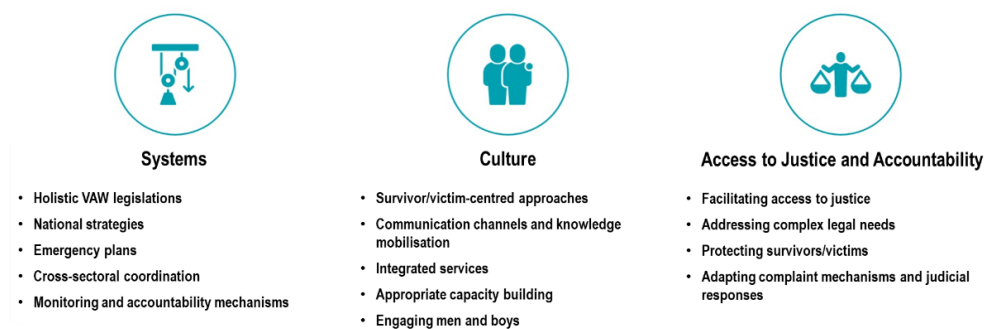 Systems
• Holistic VAW legislations
• National strategies
• Emergency plans
• Cross-sectoral coordination
• Monitoring and accountability mechanisms
Culture
• Survivor/victim-centred approaches
• Communication channels and knowledge
mobilisation
• Integrated services
• Appropriate capacity building
• Engaging men and boys
Access to Justice and Accountability
• Facilitating access to justice
• Addressing complex legal needs
• Protecting survivors/victims
• Adapting complaint mechanisms and judicial
responses